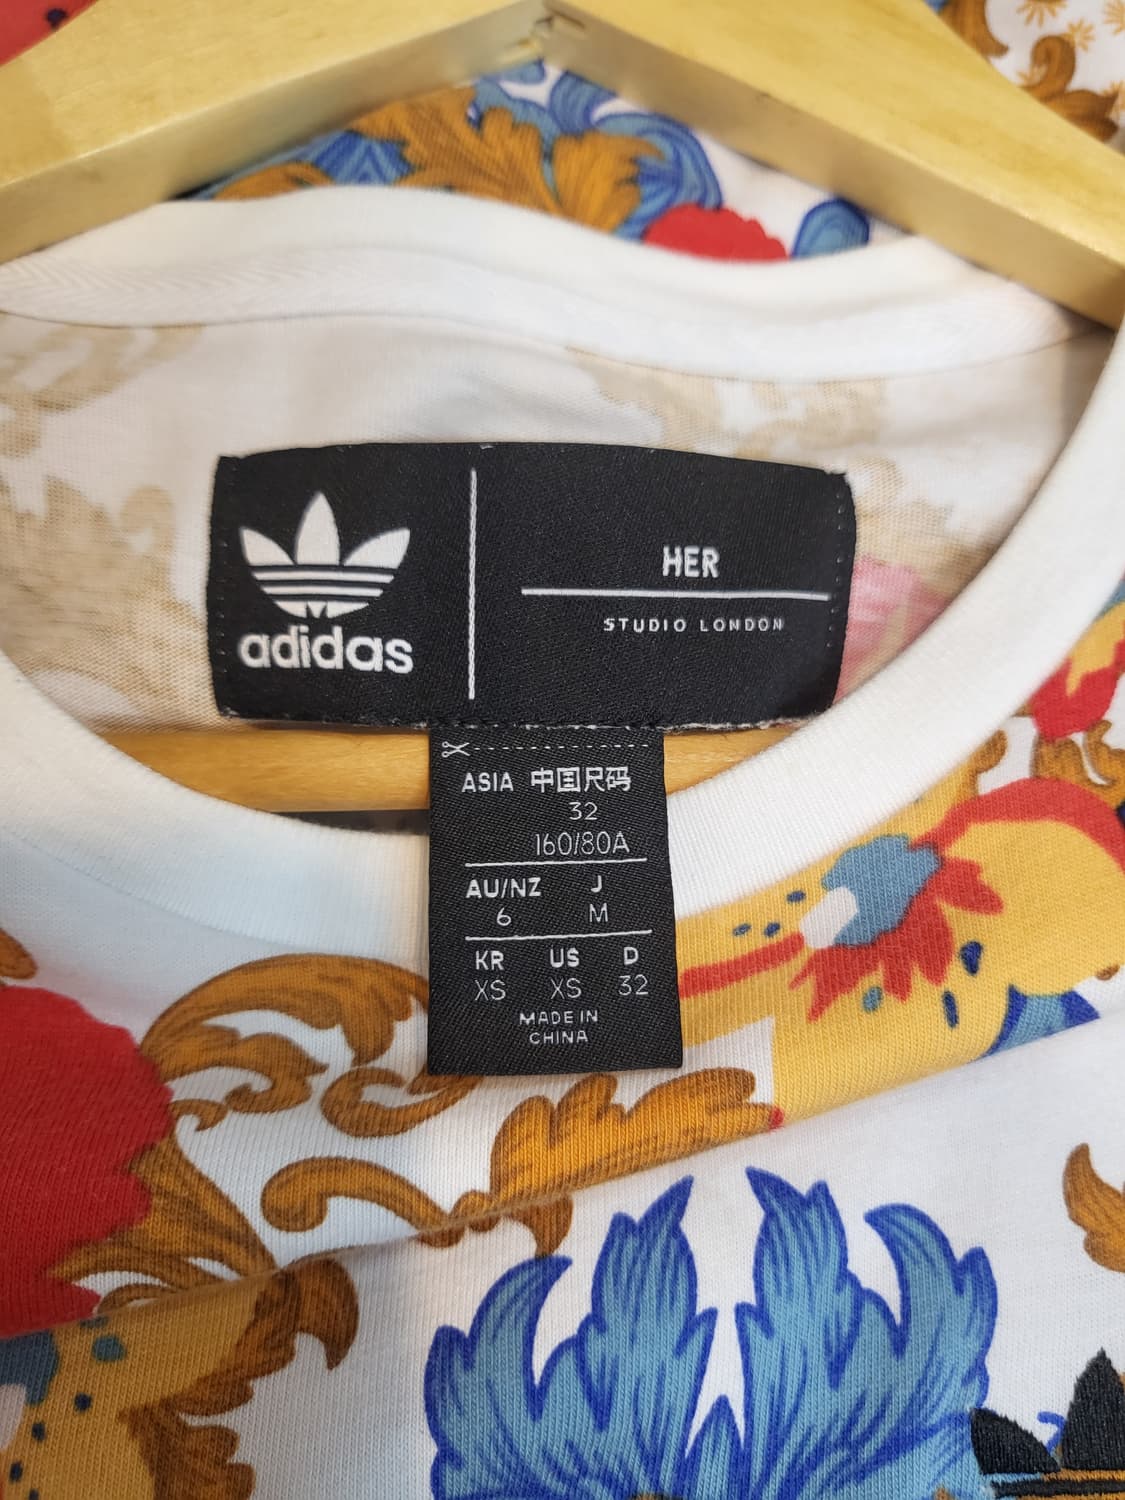 adidas
HER
STUDIO LONDON
ASIA 中国尺码
32
160/80A
AU/NZ J
6 M
KR US D
XS XS 32
MADE IN
CHINA